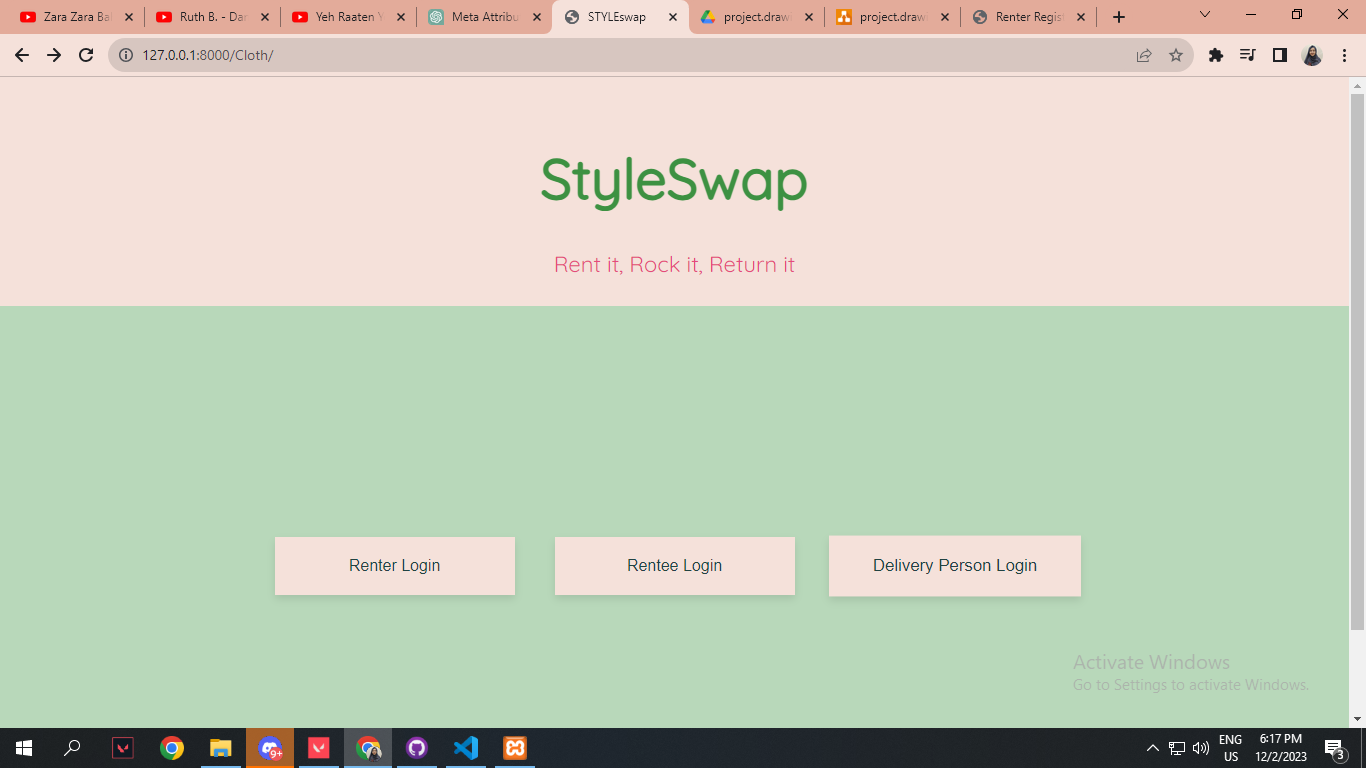 Zara Zara Ba
Ruth B. - Dar
Yeh Raaten Y
Meta Attribu
STYLEswap
project.draw
project.draw
Renter Regis
127.0.0.1:8000/Cloth/
StyleSwap
Rent it, Rock it, Return it
Renter Login
Rentee Login
Delivery Person Login
Activate Windows
Go to Settings to activate Windows.
9+
ENG
US
6:17 PM
12/2/2023
3